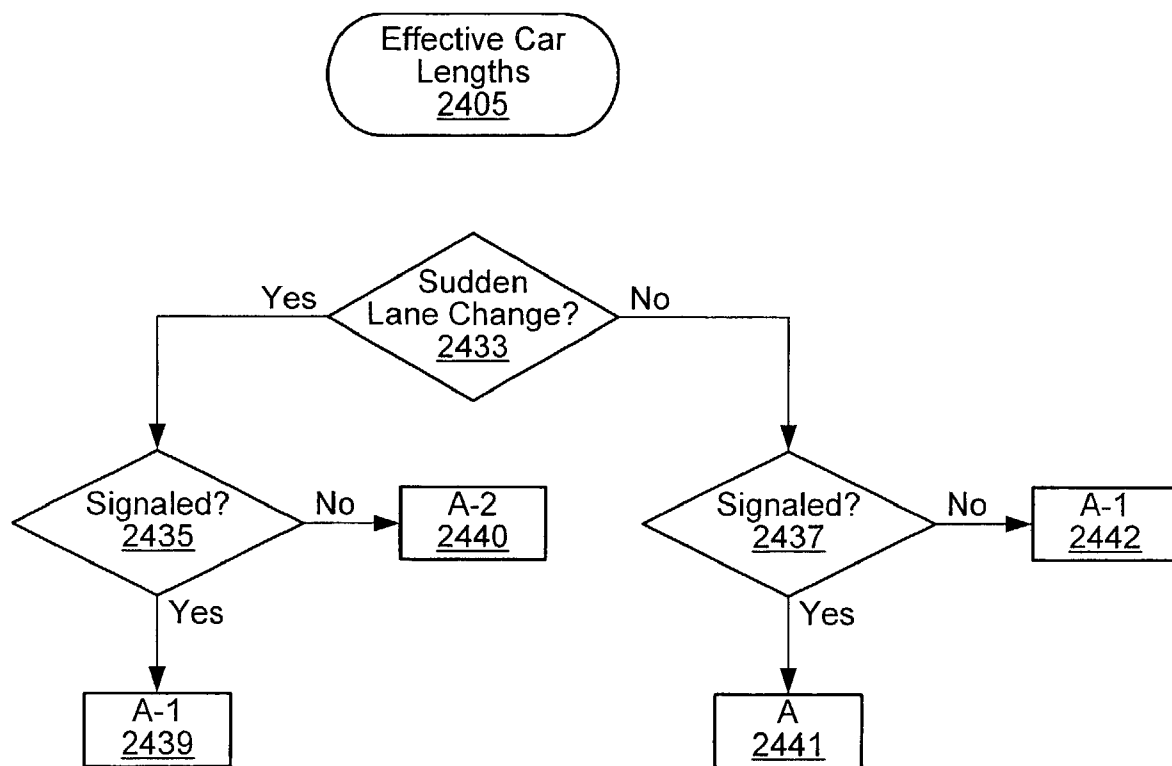 Effective Car
Lengths
2405
Sudden
Lane Change?
2433
Yes
No
Signaled?
2435
No
A-2
2440
Yes
A-1
2439
Signaled?
2437
No
A-1
2442
Yes
A
2441